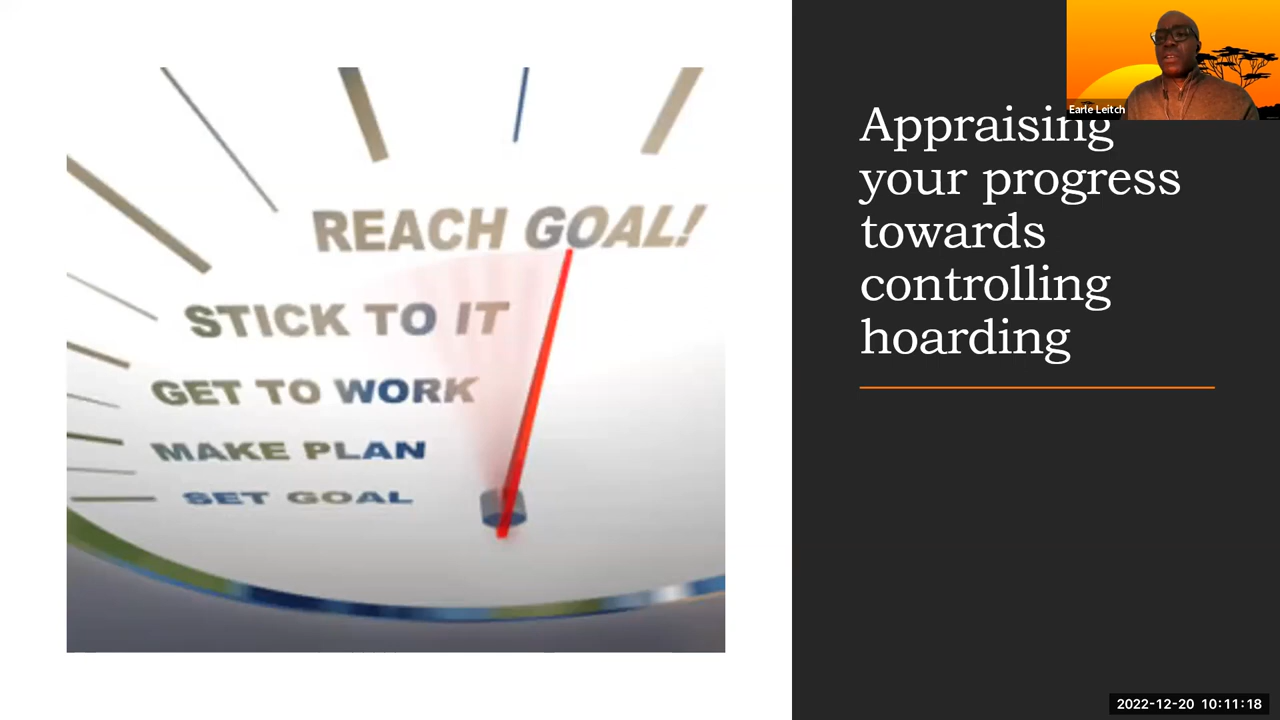 REACH GOAL!
STICK TO IT
GET TO WORK
MAKE PLAN
SET GOAL
Earle Leitch
Appraising
your progress
towards
controlling
hoarding
2022-12-20 10:11:18